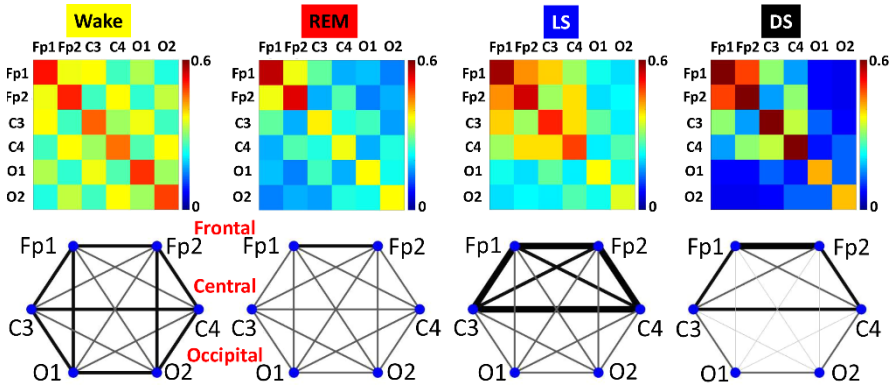 Wake REM LS DS
Fp1 Fp2 C3 C4 O1 O2 Fp1 Fp2 C3 C4 O1 O2 Fp1 Fp2 C3 C4 O1 O2 Fp1 Fp2 C3 C4 O1 O2
Fp1 0.6 Fp1 0.6 Fp1 0.6 Fp1 0.6
Fp2 Fp2 Fp2 Fp2
C3 C3 C3 C3
C4 C4 C4 C4
O1 O1 O1 O1
O2 0 O2 0 O2 0 O2 0
Frontal
Fp1 Fp2 Fp1 Fp2 Fp1 Fp2 Fp1 Fp2
Central
C3 C4 C3 C4 C3 C4 C3 C4
Occipital
O1 O2 O1 O2 O1 O2 O1 O2